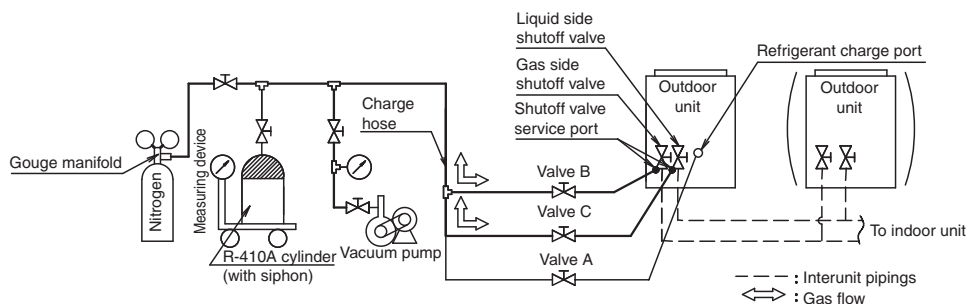 Liquid side
shutoff valve
Gas side
shutoff valve
Shutoff valve
service port
Refrigerant charge port
Outdoor
unit
Outdoor
unit
Charge
hose
Gouge manifold
Nitrogen
Measuring device
Valve B
Valve C
Valve A
To indoor unit
R-410A cylinder
(with siphon)
Vacuum pump
: Interunit pipings
: Gas flow